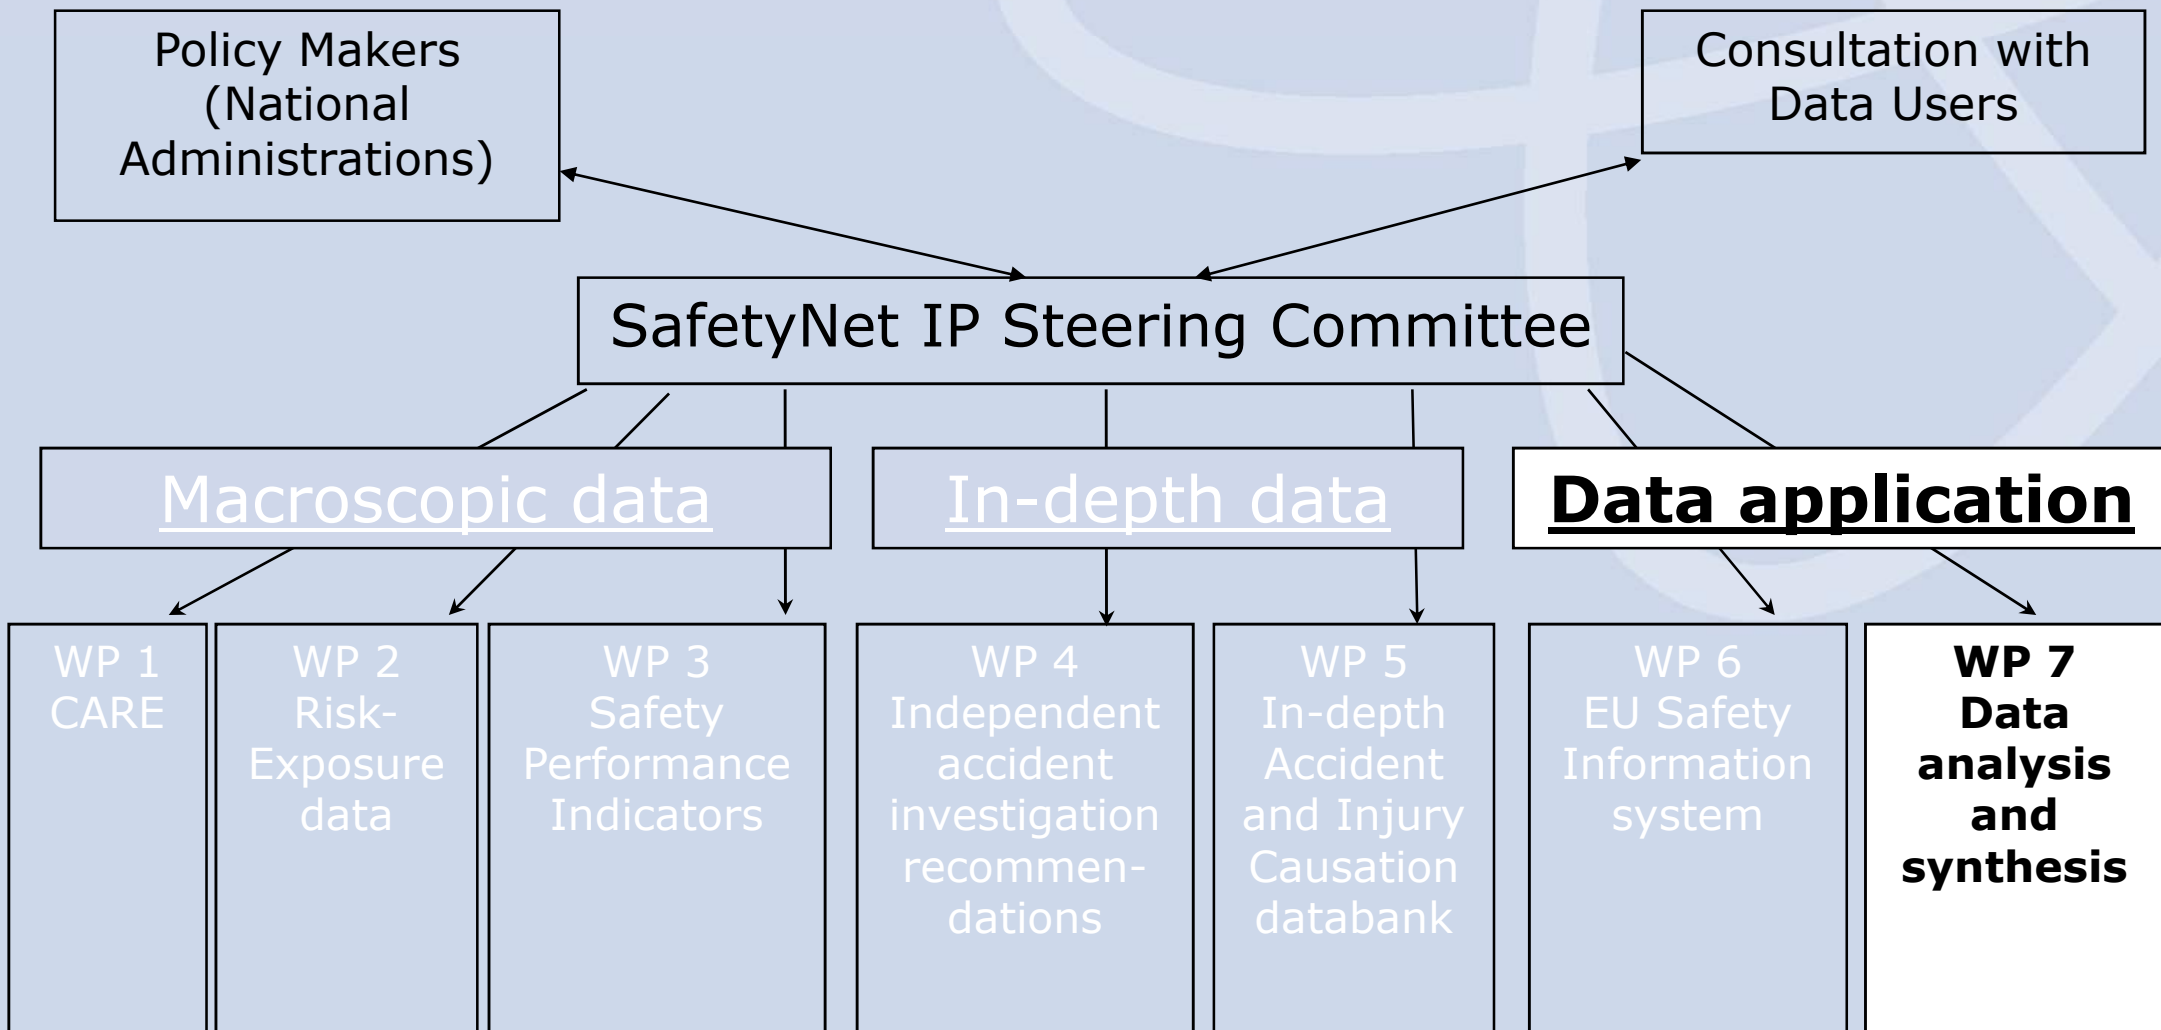 Policy Makers
(National
Administrations)
Consultation with
Data Users
SafetyNet IP Steering Committee
Macroscopic data
In-depth data
Data application
WP 1
CARE
WP 2
Risk-
Exposure
data
WP 3
Safety
Performance
Indicators
WP 4
Independent
accident
investigation
recommen-
dations
WP 5
In-depth
Accident
and Injury
Causation
databank
WP 6
EU Safety
Information
system
WP 7
Data
analysis
and
synthesis